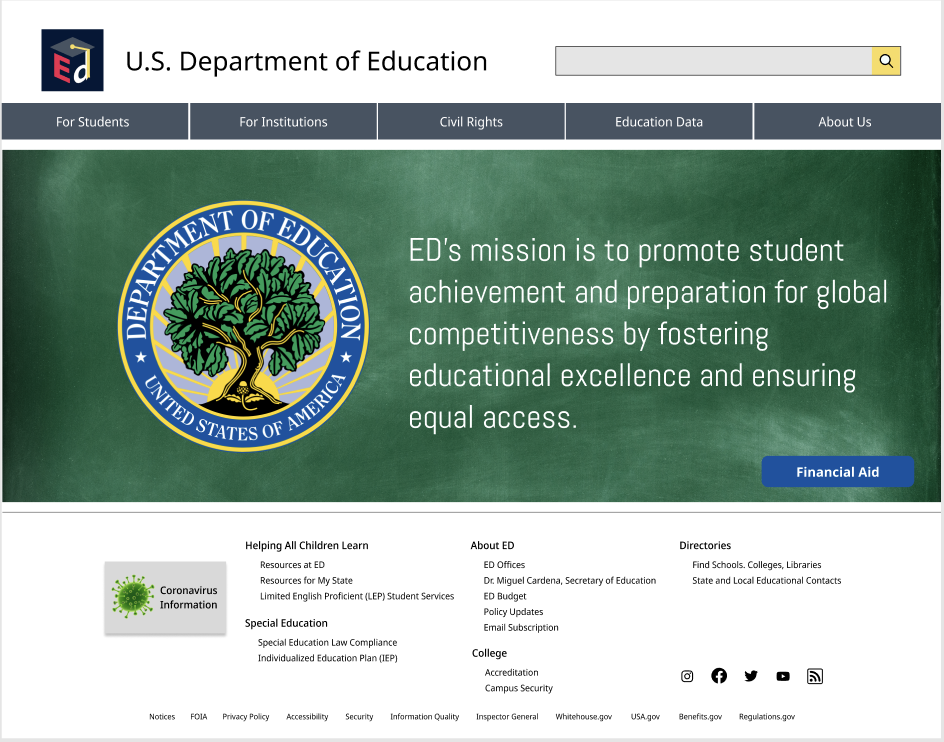 Ed
U.S. Department of Education
For Students
For Institutions
Civil Rights
Education Data
About Us
DEPARTMENT OF EDUCATION
UNITED STATES OF AMERICA
ED's mission is to promote student
achievement and preparation for global
competitiveness by fostering
educational excellence and ensuring
equal access.
Financial Aid
Coronavirus
Information
Helping All Children Learn
Resources at ED
Resources for My State
Limited English Proficient (LEP) Student Services
Special Education
Special Education Law Compliance
Individualized Education Plan (IEP)
About ED
ED Offices
Dr. Miguel Cardena, Secretary of Education
ED Budget
Policy Updates
Email Subscription
College
Accreditation
Campus Security
Directories
Find Schools. Colleges, Libraries
State and Local Educational Contacts
Notices
FOIA
Privacy Policy
Accessibility
Security
Information Quality
Inspector General
Whitehouse.gov
USA.gov
Benefits.gov
Regulations.gov